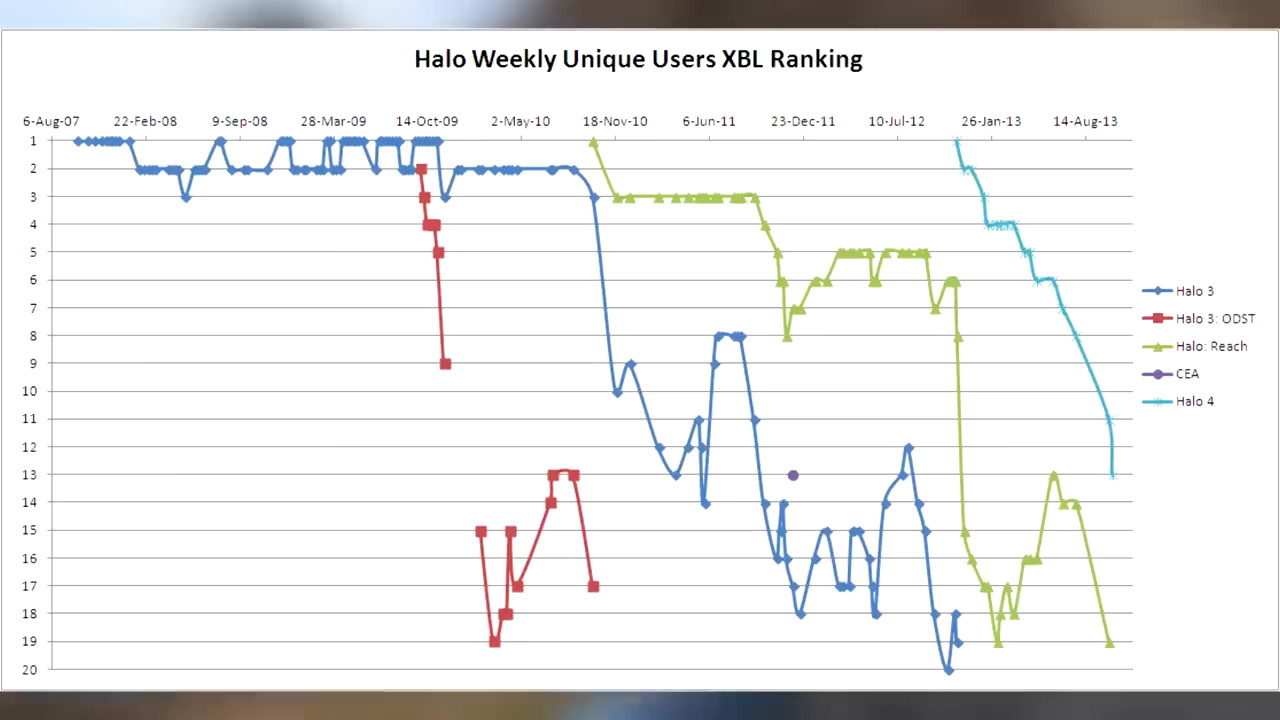 Halo Weekly Unique Users XBL Ranking
6-Aug-07 22-Feb-08 9-Sep-08 28-Mar-09 14-Oct-09 2-May-10 18-Nov-10 6-Jun-11 23-Dec-11 10-Jul-12 26-Jan-13 14-Aug-13
1
2
3
4
5
6
7
8
9
10
11
12
13
14
15
16
17
18
19
20
Halo 3
Halo 3: ODST
Halo: Reach
CEA
Halo 4